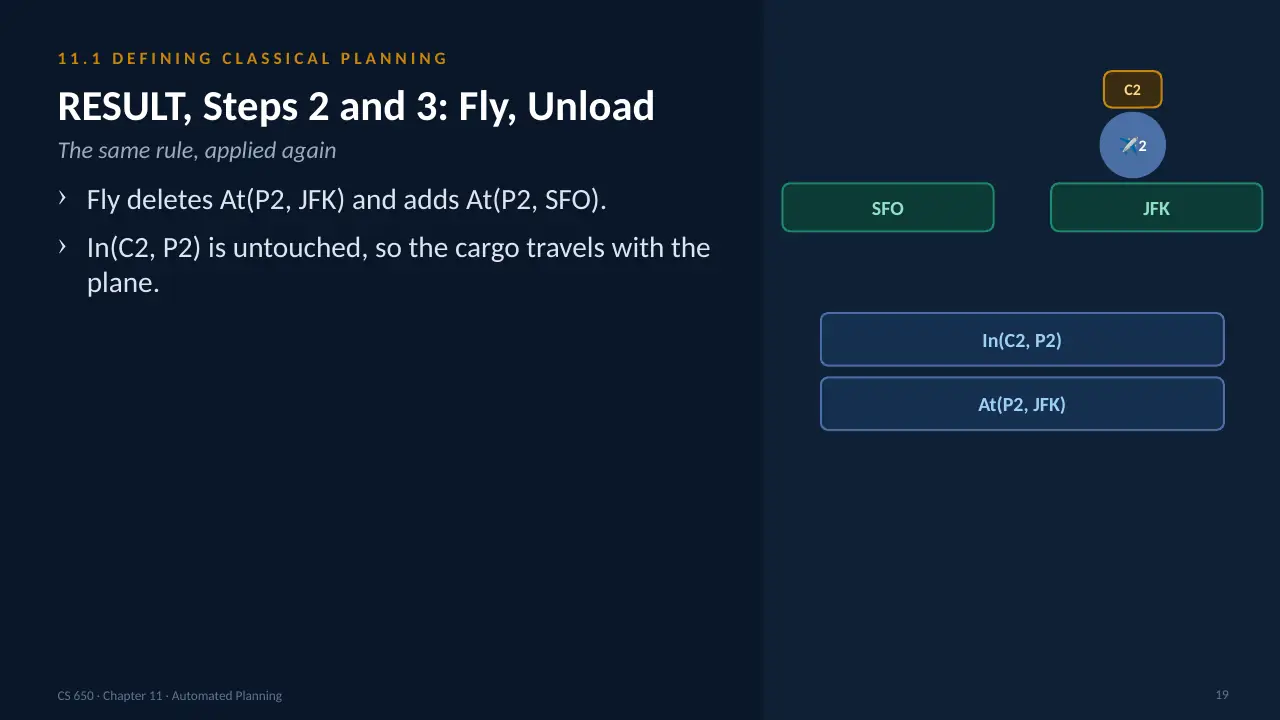 11.1 DEFINING CLASSICAL PLANNING
RESULT, Steps 2 and 3: Fly, Unload
The same rule, applied again
› Fly deletes At(P2, JFK) and adds At(P2, SFO).
› In(C2, P2) is untouched, so the cargo travels with the
plane.
C2
✈️2
SFO
JFK
In(C2, P2)
At(P2, JFK)
CS 650 · Chapter 11 · Automated Planning
19